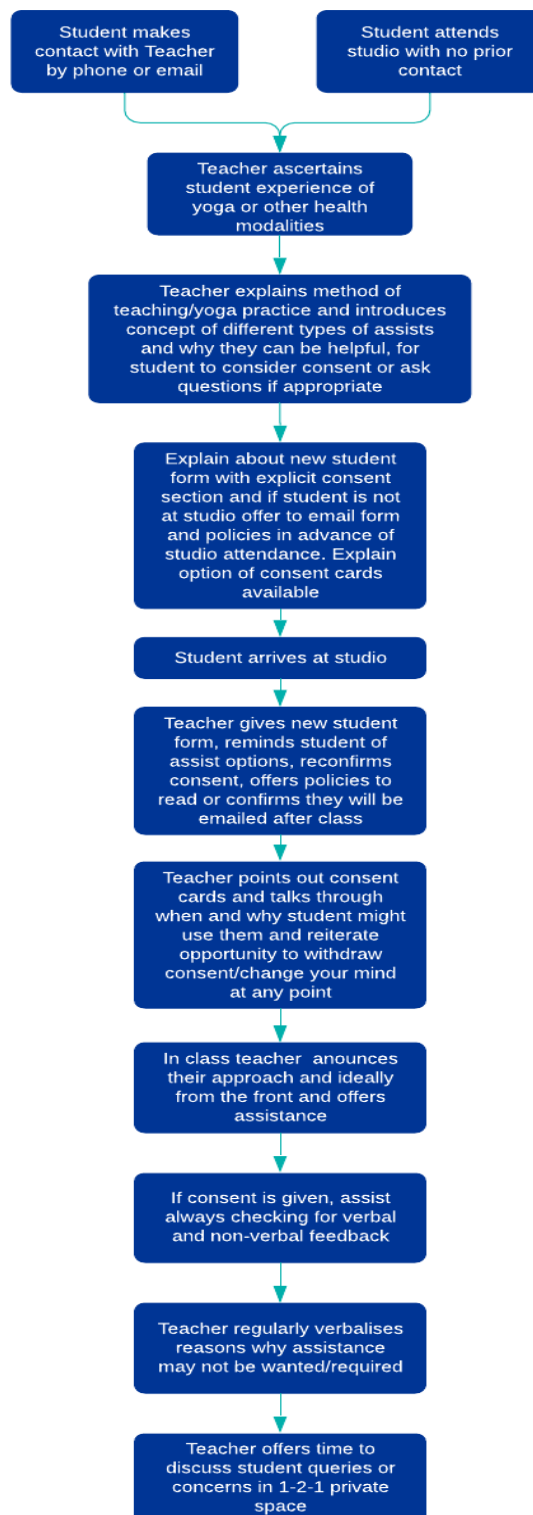 Student makes
contact with Teacher
by phone or email
Student attends
studio with no prior
contact
Teacher ascertains
student experience of
yoga or other health
modalities
Teacher explains method of
teaching/yoga practice and introduces
concept of different types of assists
and why they can be helpful, for
student to consider consent or ask
questions if appropriate
Explain about new student
form with explicit consent
section and if student is not
at studio offer to email form
and policies in advance of
studio attendance. Explain
option of consent cards
available
Student arrives at studio
Teacher gives new student
form, reminds student of
assist options, reconfirms
consent, offers policies to
read or confirms they will be
emailed after class
Teacher points out consent
cards and talks through
when and why student might
use them and reiterate
opportunity to withdraw
consent/change your mind
at any point
In class teacher anounces
their approach and ideally
from the front and offers
assistance
If consent is given, assist
always checking for verbal
and non-verbal feedback
Teacher regularly verbalises
reasons why assistance
may not be wanted/required
Teacher offers time to
discuss student queries or
concerns in 1-2-1 private
space